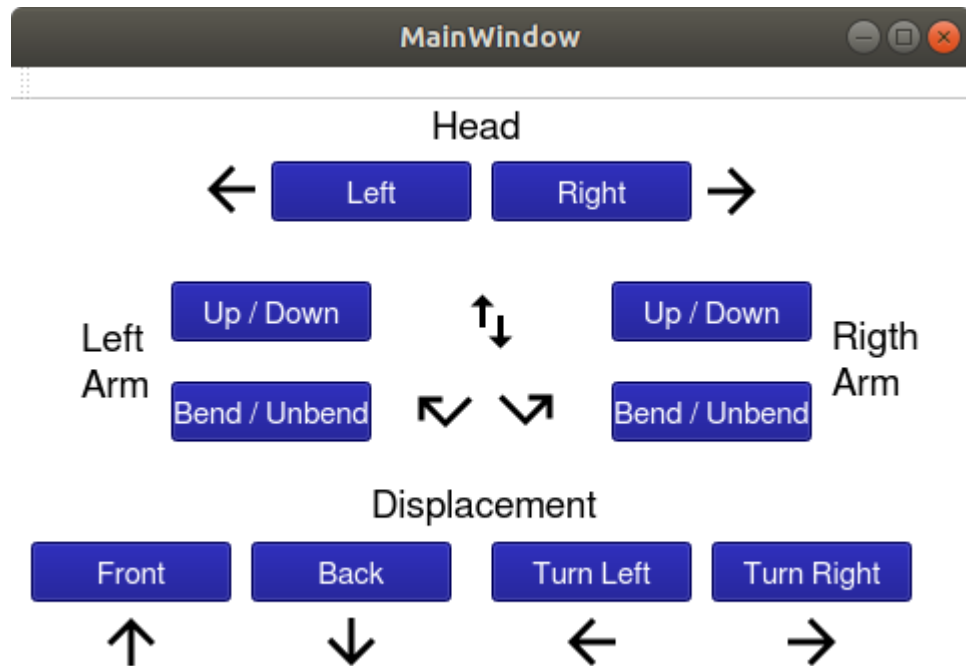 MainWindow
Head
Left
Right
Up / Down
Up / Down
Left
Arm
Rigth
Arm
Bend / Unbend
Bend / Unbend
Displacement
Front
Back
Turn Left
Turn Right